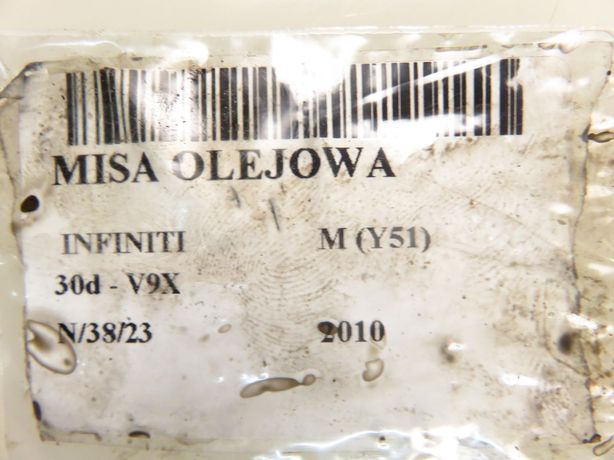 MISA OLEJOWA
INFINITI M (Y51)
30d - V9X
N/38/23 2010